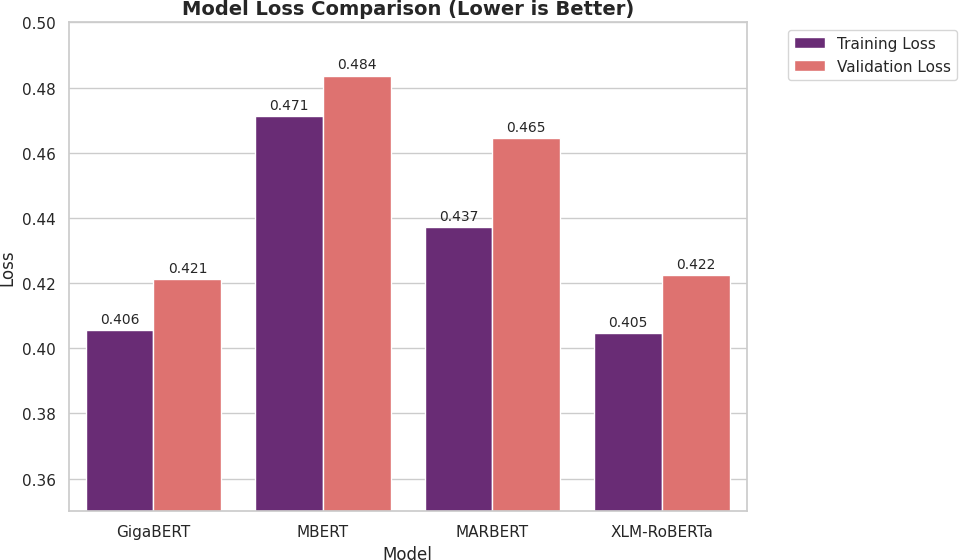 Model Loss Comparison (Lower is Better)
Training Loss
Validation Loss
0.50
0.48
0.46
0.44
0.42
0.40
0.38
0.36
Loss
0.406
0.421
0.471
0.484
0.437
0.465
0.405
0.422
GigaBERT
MBERT
MARBERT
XLM-RoBERTa
Model